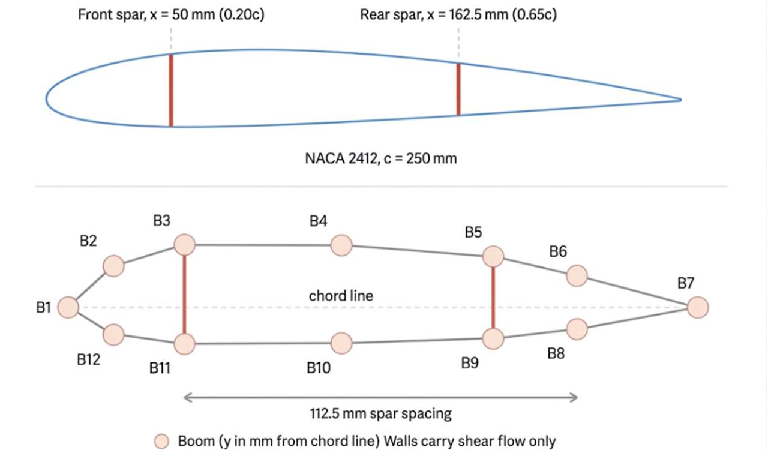 Front spar, x = 50 mm (0.20c)
Rear spar, x = 162.5 mm (0.65c)
NACA 2412, c = 250 mm
B1
B2
B3
B4
B5
B6
B7
chord line
B12
B11
B10
B9
B8
112.5 mm spar spacing
Boom (y in mm from chord line) Walls carry shear flow only